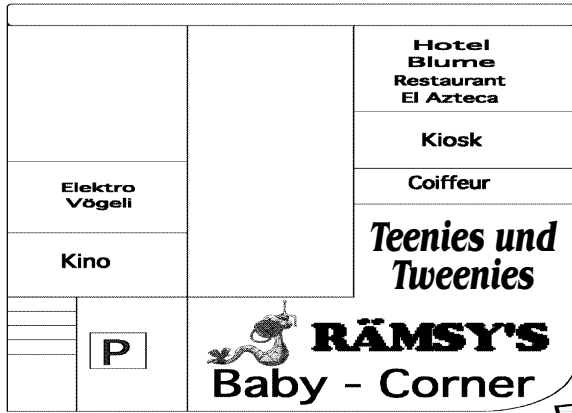 Hotel
Blume
Restaurant
El Azteca
Kiosk
Coiffeur
Elektro
Vögeli
Kino
Teenies und
Tweenies
P
RÄMSY'S
Baby - Corner